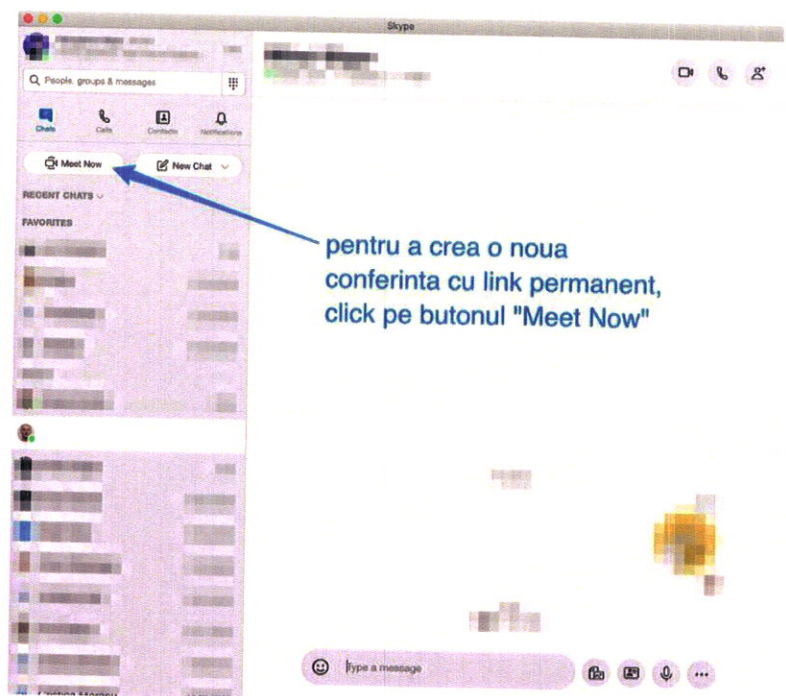 Skype
People, groups & messages
Chats
Calls
Contacts
Notifications
Meet Now
New Chat
RECENT CHATS
FAVORITES
pentru a crea o noua
conferinta cu link permanent,
click pe butonul "Meet Now"
Type a message